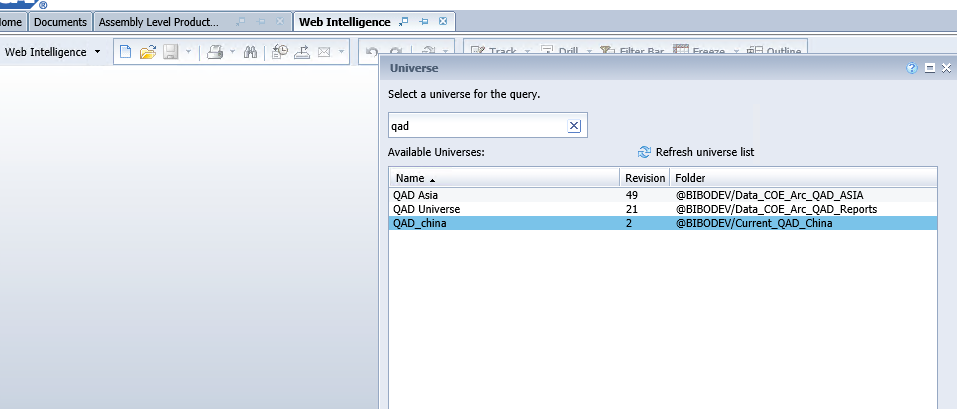 ®
Home Documents Assembly Level Product... Web Intelligence
Web Intelligence Track Drill Filter Bar Freeze Outline
Universe
Select a universe for the query.
qad
Available Universes: Refresh universe list
Name Revision Folder
QAD Asia 49 @BIBODEV/Data_COE_Arc_QAD_ASIA
QAD Universe 21 @BIBODEV/Data_COE_Arc_QAD_Reports
QAD_china 2 @BIBODEV/Current_QAD_China